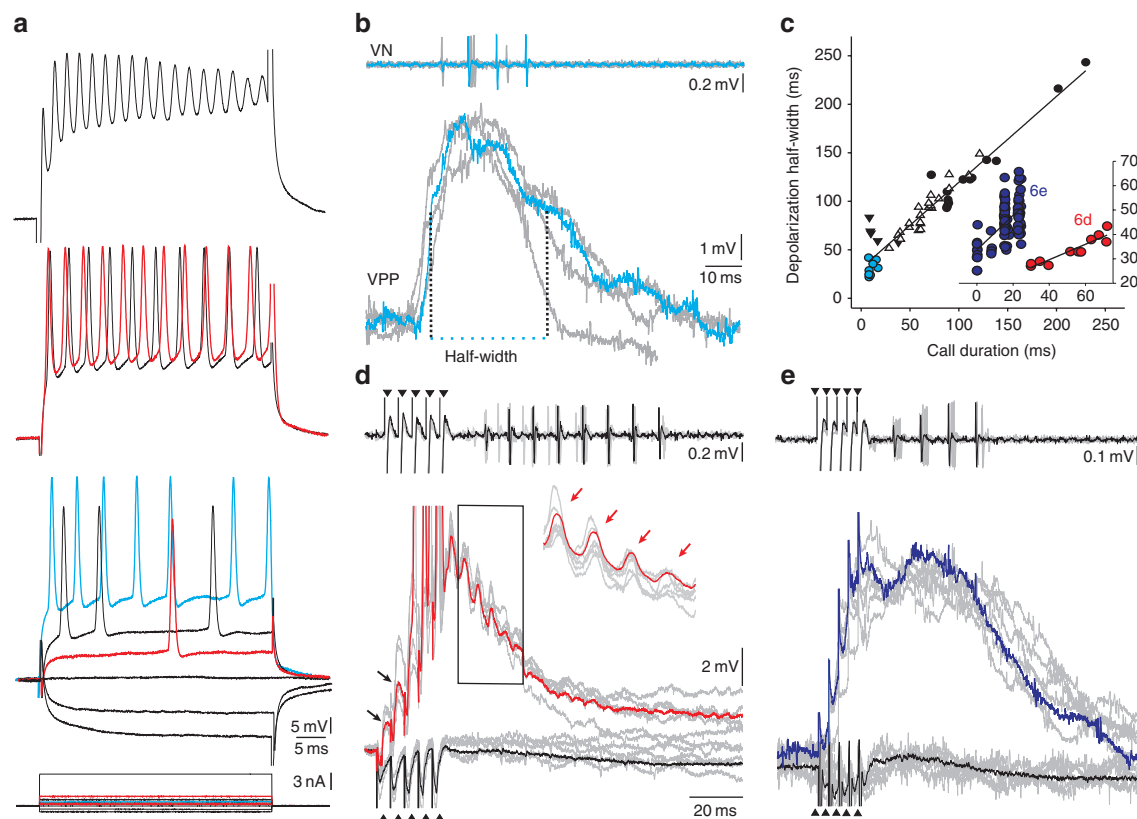 a
5 mV
5 ms
3 nA
b
VN
0.2 mV
1 mV
10 ms
VPP
Half-width
c
Depolarization half-width (ms)
250
200
150
100
50
0
0 50 100 150 200 250
Call duration (ms)
6e
6d
70
60
50
40
30
20
0 20 40 60
d
0.2 mV
2 mV
20 ms
e
0.1 mV